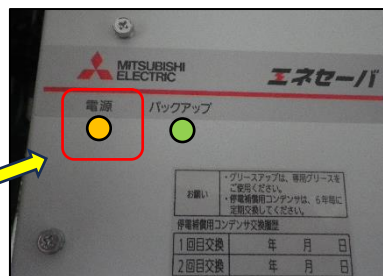 MITSUBISHI
ELECTRIC
エネセーバ
電源
バックアップ
お願い
・グリースアップは、専用グリースを
ご使用ください。
・停電補償用コンデンサは、6年毎に
定期交換してください。
停電補償用コンデンサ交換履歴
1回目交換 年 月 日
2回目交換 年 月 日